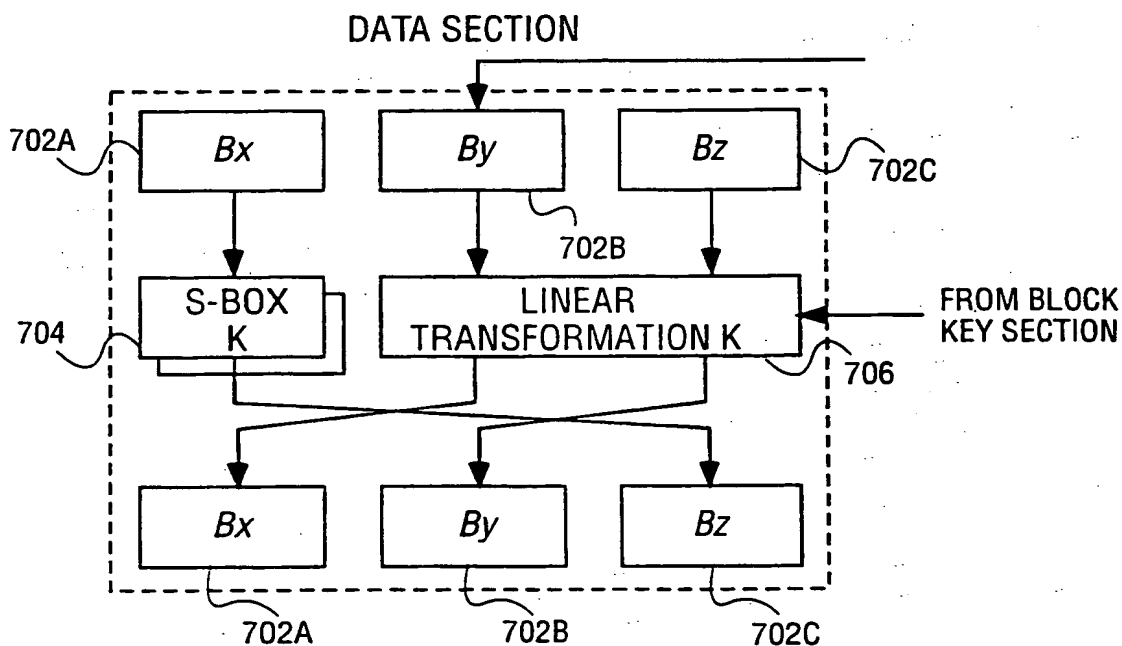 DATA SECTION
702A
Bx
By
Bz
702C
702B
704
S-BOX
K
LINEAR
TRANSFORMATION K
FROM BLOCK
KEY SECTION
706
Bx
By
Bz
702A
702B
702C